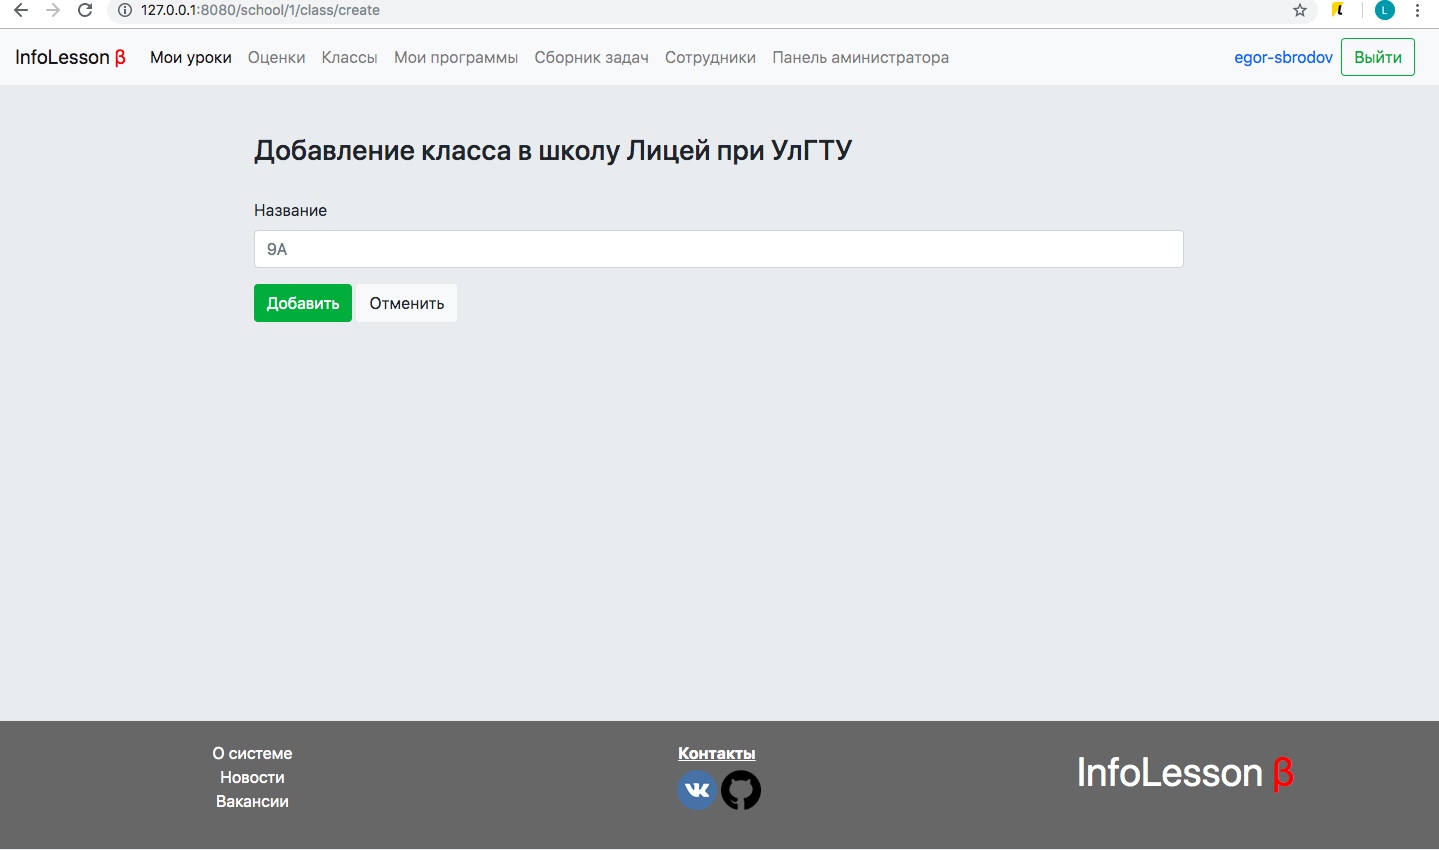 127.0.0.1:8080/school/1/class/create
L
InfoLesson β Мои уроки Оценки Классы Мои программы Сборник задач Сотрудники Панель аминистратора egor-sbrodov Выйти
Добавление класса в школу Лицей при УлГТУ
Название
9А
Добавить Отменить
О системе
Новости
Вакансии
Контакты
InfoLesson β